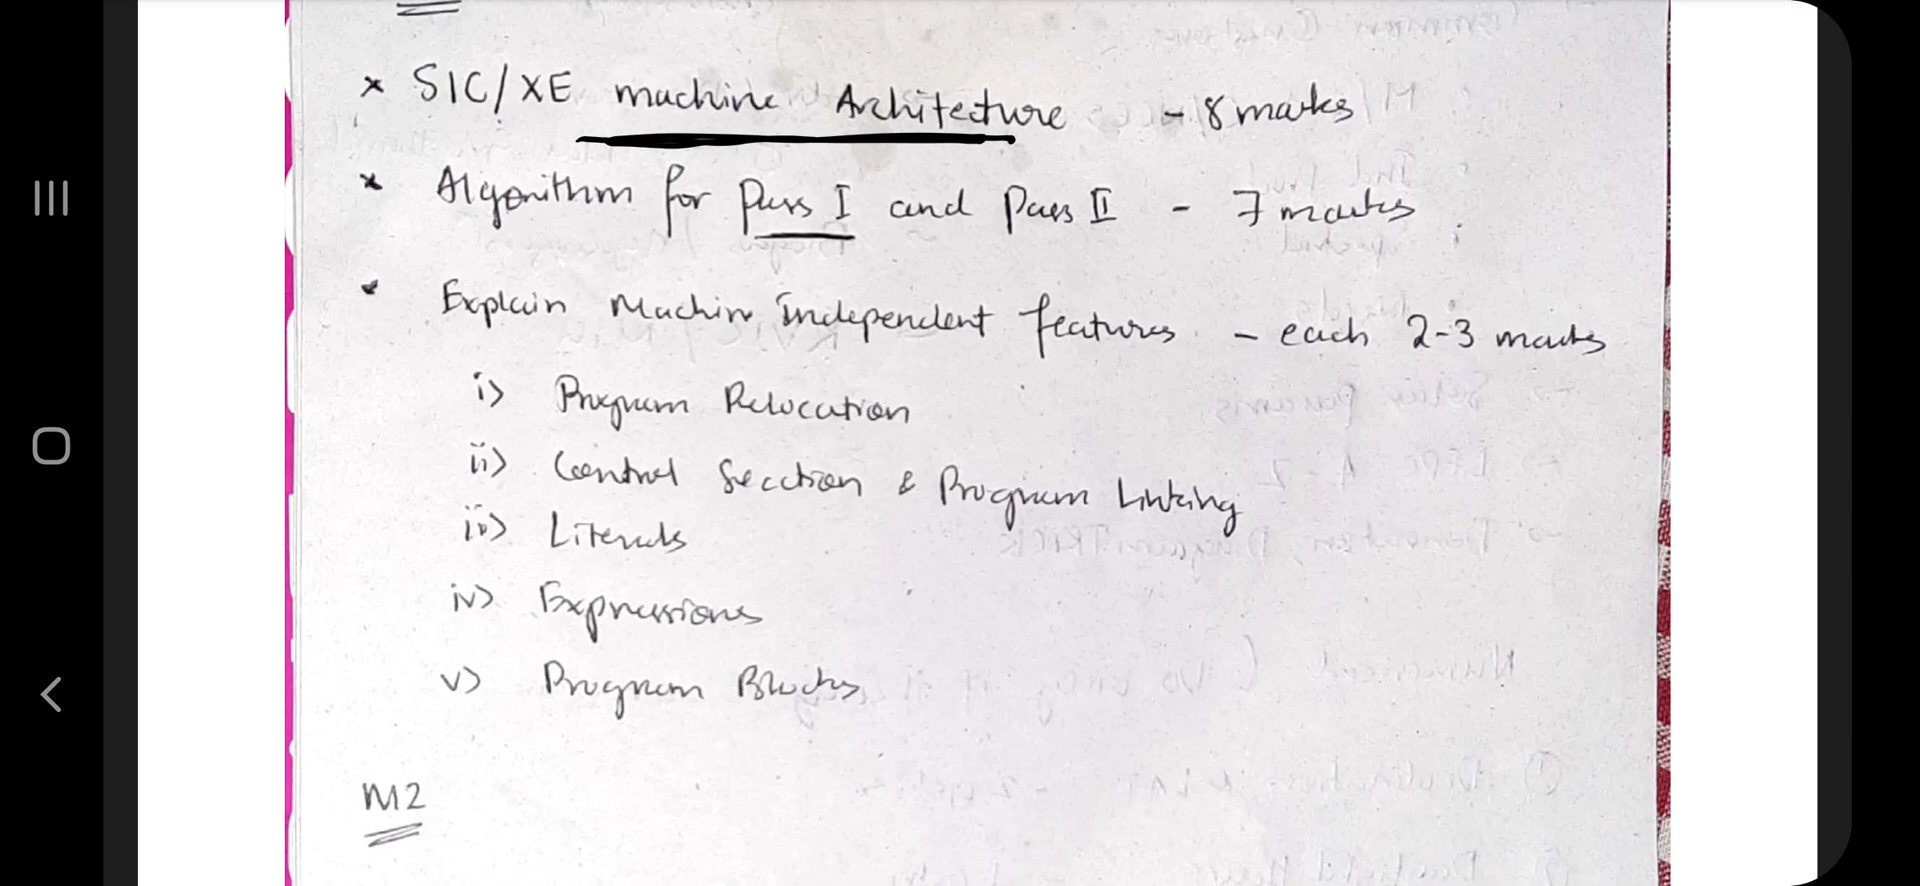 * SIC/XE machine Architecture - 8 marks
* Algorithm for Pass I and Pass II - 7 marks
* Explain Machine Independent features - each 2-3 marks
i) Program Relocation
ii) Control Section & Program Linking
iii) Literals
iv) Expressions
v) Program Blocks
M2